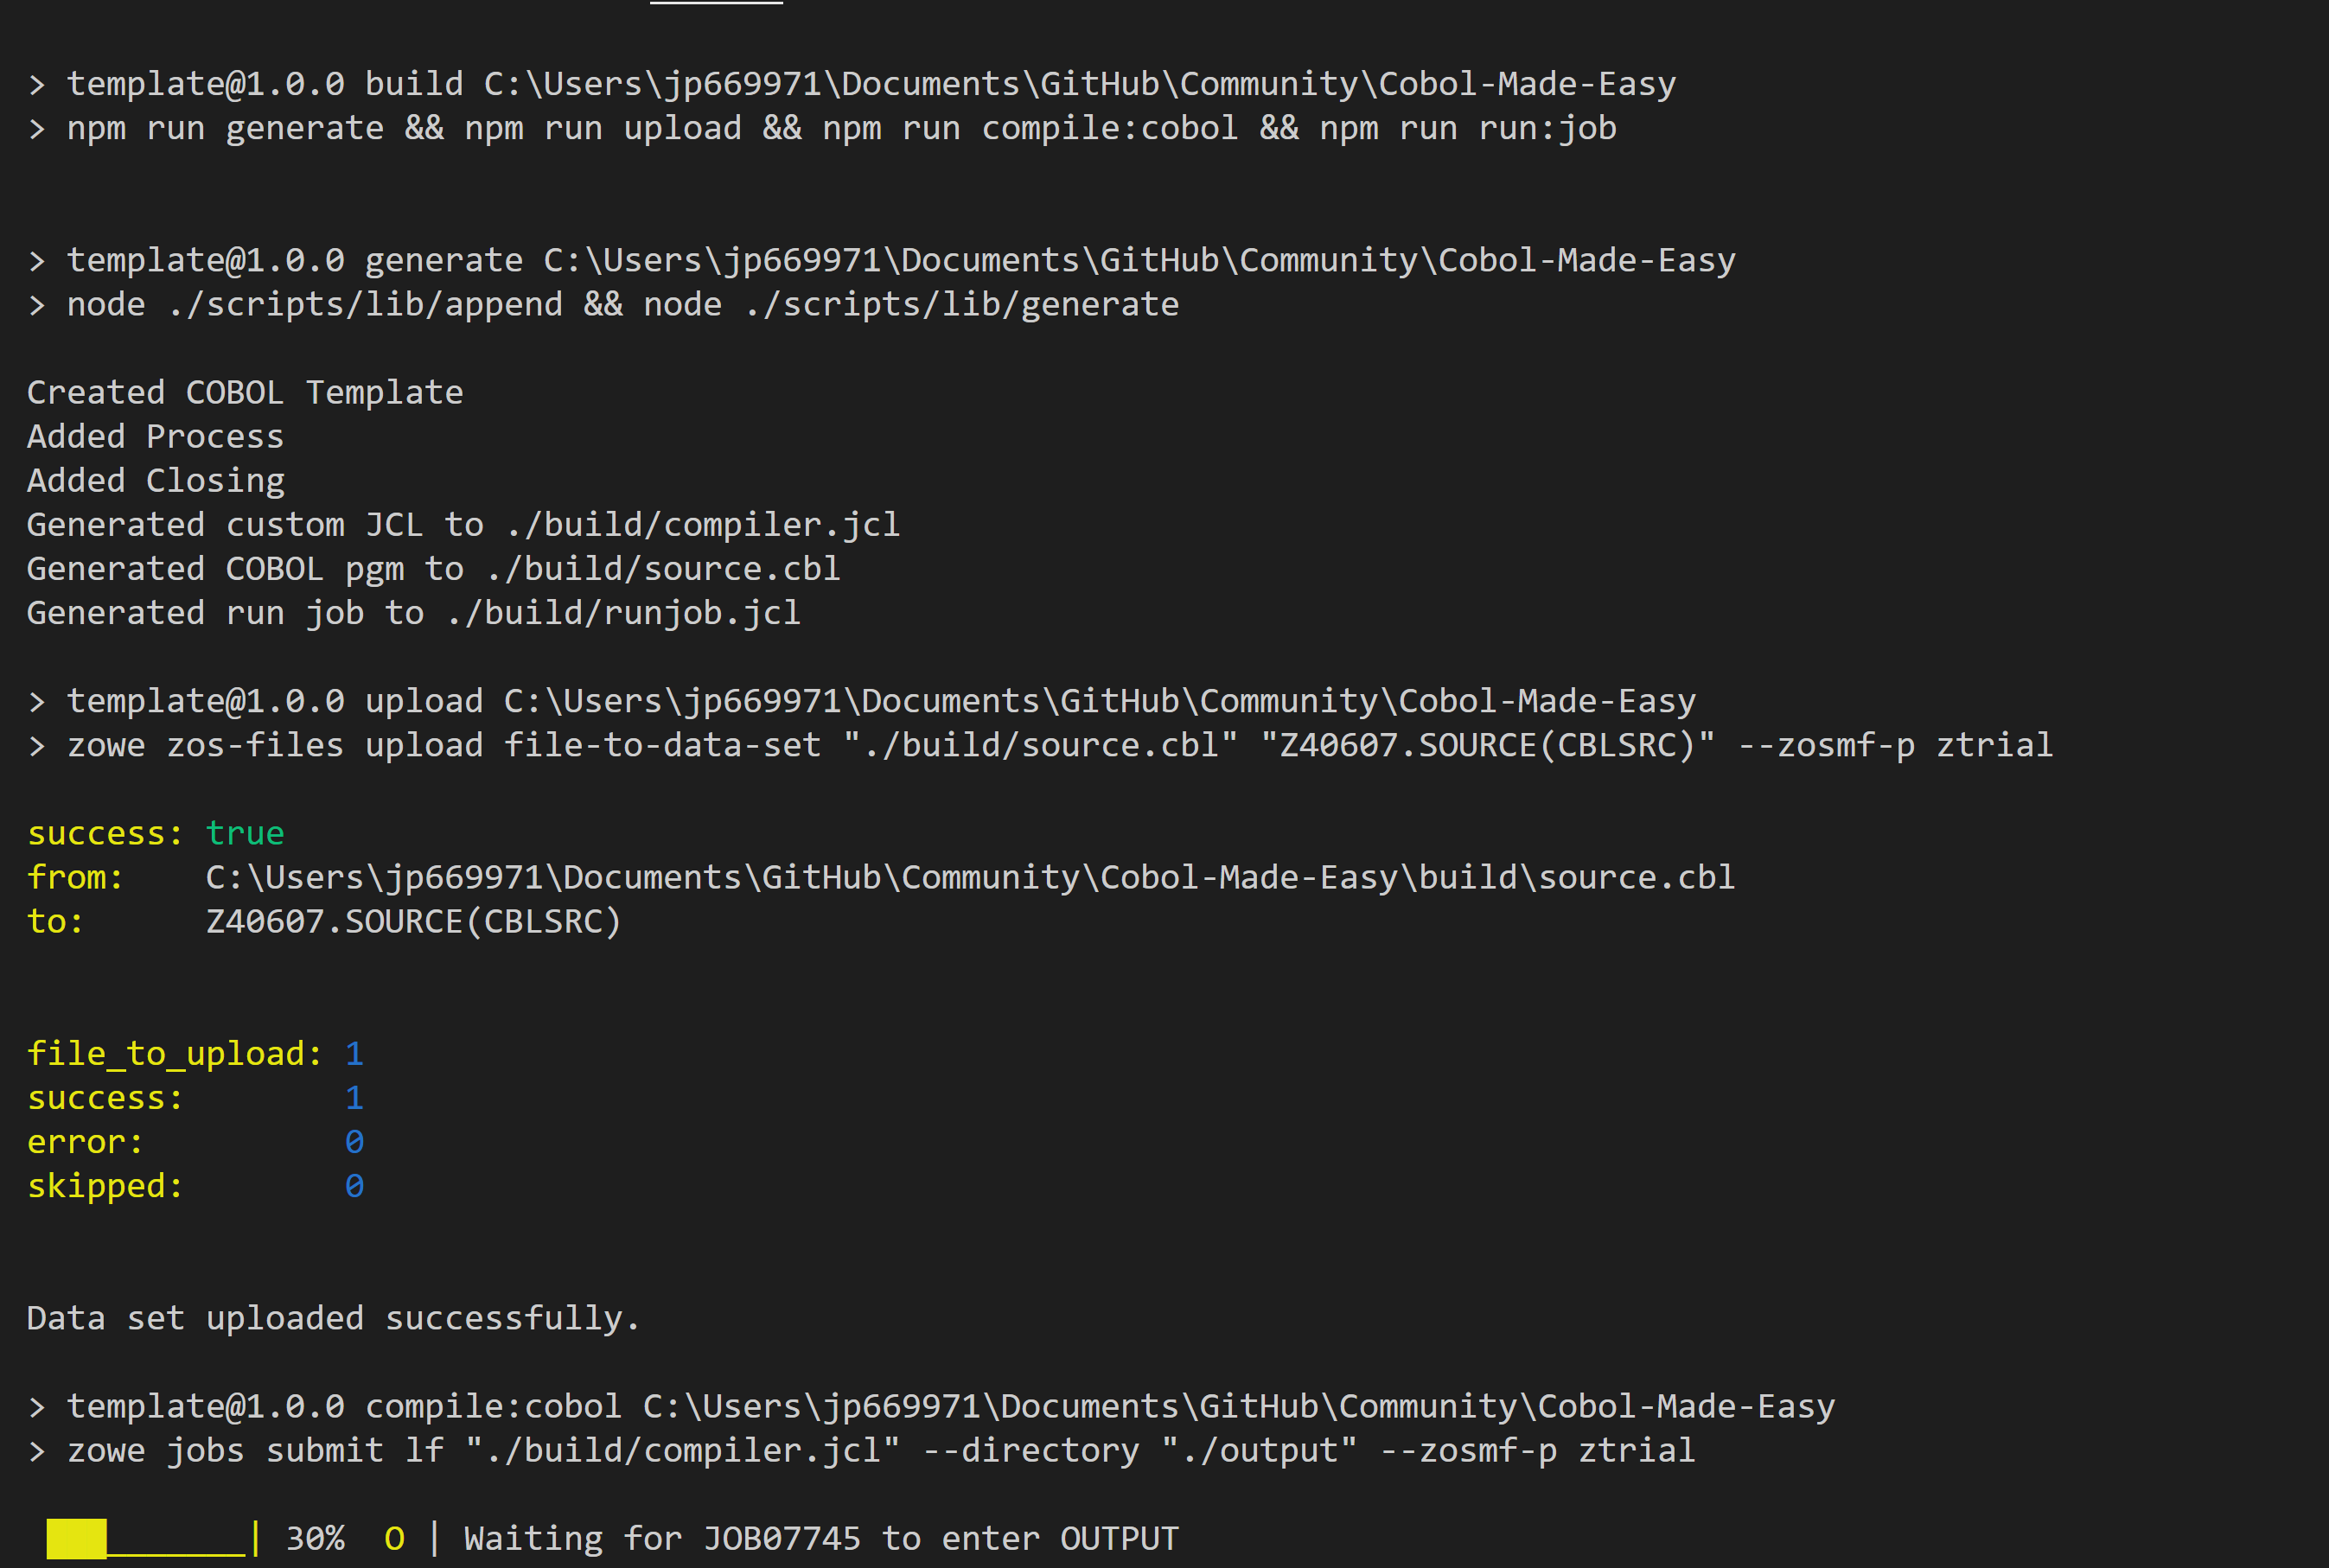 > template@1.0.0 build C:\Users\jp669971\Documents\GitHub\Community\Cobol-Made-Easy
> npm run generate && npm run upload && npm run compile:cobol && npm run run:job
> template@1.0.0 generate C:\Users\jp669971\Documents\GitHub\Community\Cobol-Made-Easy
> node ./scripts/lib/append && node ./scripts/lib/generate
Created COBOL Template
Added Process
Added Closing
Generated custom JCL to ./build/compiler.jcl
Generated COBOL pgm to ./build/source.cbl
Generated run job to ./build/runjob.jcl
> template@1.0.0 upload C:\Users\jp669971\Documents\GitHub\Community\Cobol-Made-Easy
> zowe zos-files upload file-to-data-set "./build/source.cbl" "Z40607.SOURCE(CBLSRC)" --zosmf-p ztrial
success: true
from:    C:\Users\jp669971\Documents\GitHub\Community\Cobol-Made-Easy\build\source.cbl
to:      Z40607.SOURCE(CBLSRC)
file_to_upload: 1
success:        1
error:          0
skipped:        0
Data set uploaded successfully.
> template@1.0.0 compile:cobol C:\Users\jp669971\Documents\GitHub\Community\Cobol-Made-Easy
> zowe jobs submit lf "./build/compiler.jcl" --directory "./output" --zosmf-p ztrial
███_______| 30%  O | Waiting for JOB07745 to enter OUTPUT